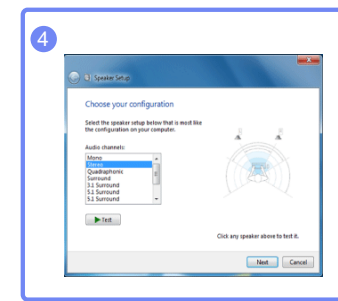 4
Speaker Setup
Choose your configuration
Select the speaker setup below that is most like
the configuration on your computer.
Audio channels:
Mono
Stereo
Quadraphonic
Surround
3.1 Surround
5.1 Surround
5.1 Surround
Test
Click any speaker above to test it.
Next
Cancel